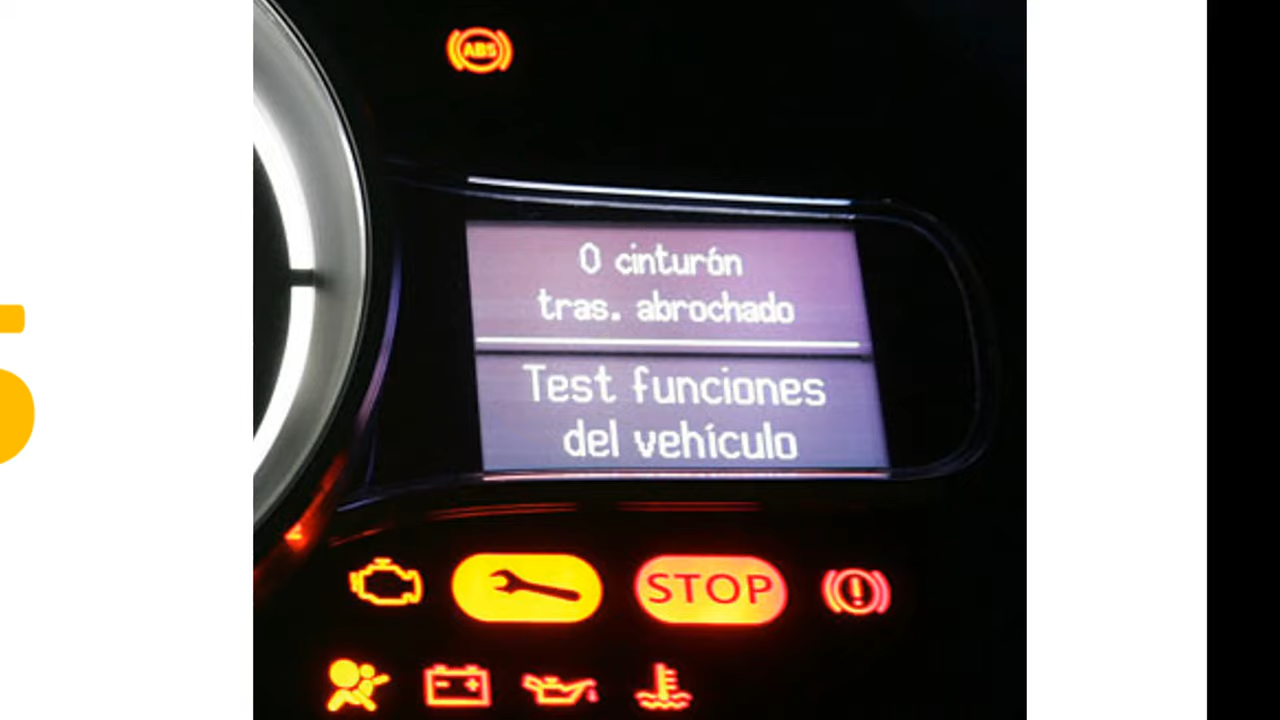 ABS
0 cinturón
tras. abrochado
Test funciones
del vehículo
STOP